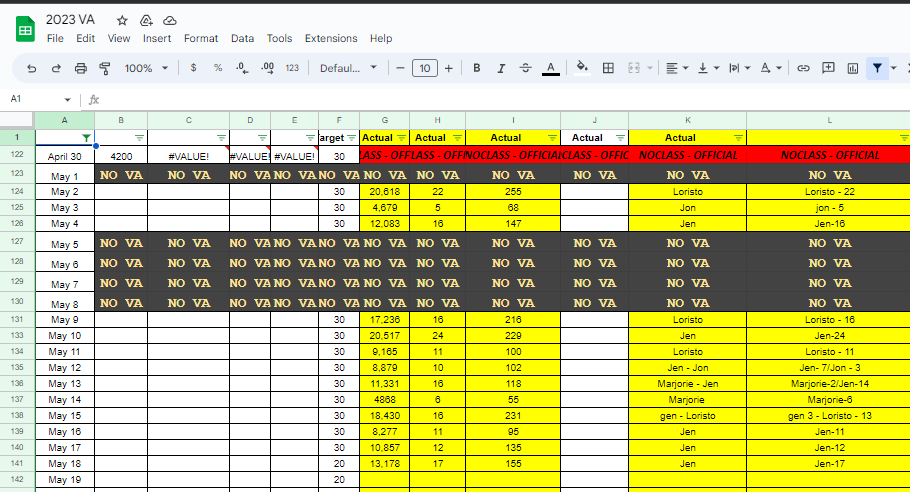 2023 VA
File Edit View Insert Format Data Tools Extensions Help
100% $ % .0 .00 123 Defaul... − 10 + B I S A
A1 fx
A B C D E F G H I J K L
1 arget Actual Actual Actual Actual Actual
122 April 30 4200 #VALUE! #VALUE! #VALUE! 30 LASS - OFF LASS - OFFI NOCLASS - OFFICIAL CLASS - OFFIC NOCLASS - OFFICIAL NOCLASS - OFFICIAL
123 May 1 NO VA NO VA NO VA NO VA NO VA NO VA NO VA NO VA NO VA NO VA NO VA
124 May 2 30 20,618 22 255 Loristo Loristo - 22
125 May 3 30 4,679 5 68 Jon jon - 5
126 May 4 30 12,083 16 147 Jen Jen-16
127 May 5 NO VA NO VA NO VA NO VA NO VA NO VA NO VA NO VA NO VA NO VA NO VA
128 May 6 NO VA NO VA NO VA NO VA NO VA NO VA NO VA NO VA NO VA NO VA NO VA
129 May 7 NO VA NO VA NO VA NO VA NO VA NO VA NO VA NO VA NO VA NO VA NO VA
130 May 8 NO VA NO VA NO VA NO VA NO VA NO VA NO VA NO VA NO VA NO VA NO VA
131 May 9 30 17,236 16 216 Loristo Loristo - 16
133 May 10 30 20,517 24 229 Jen Jen-24
134 May 11 30 9,165 11 100 Loristo Loristo - 11
135 May 12 30 8,879 10 102 Jen - Jon Jen- 7/Jon - 3
136 May 13 30 11,331 16 118 Marjorie - Jen Marjorie-2/Jen-14
137 May 14 30 4868 6 55 Marjorie Marjorie-6
138 May 15 30 18,430 16 231 gen - Loristo gen 3 - Loristo - 13
139 May 16 30 8,277 11 95 Jen Jen-11
140 May 17 30 10,857 12 135 Jen Jen-12
141 May 18 20 13,178 17 155 Jen Jen-17
142 May 19 20